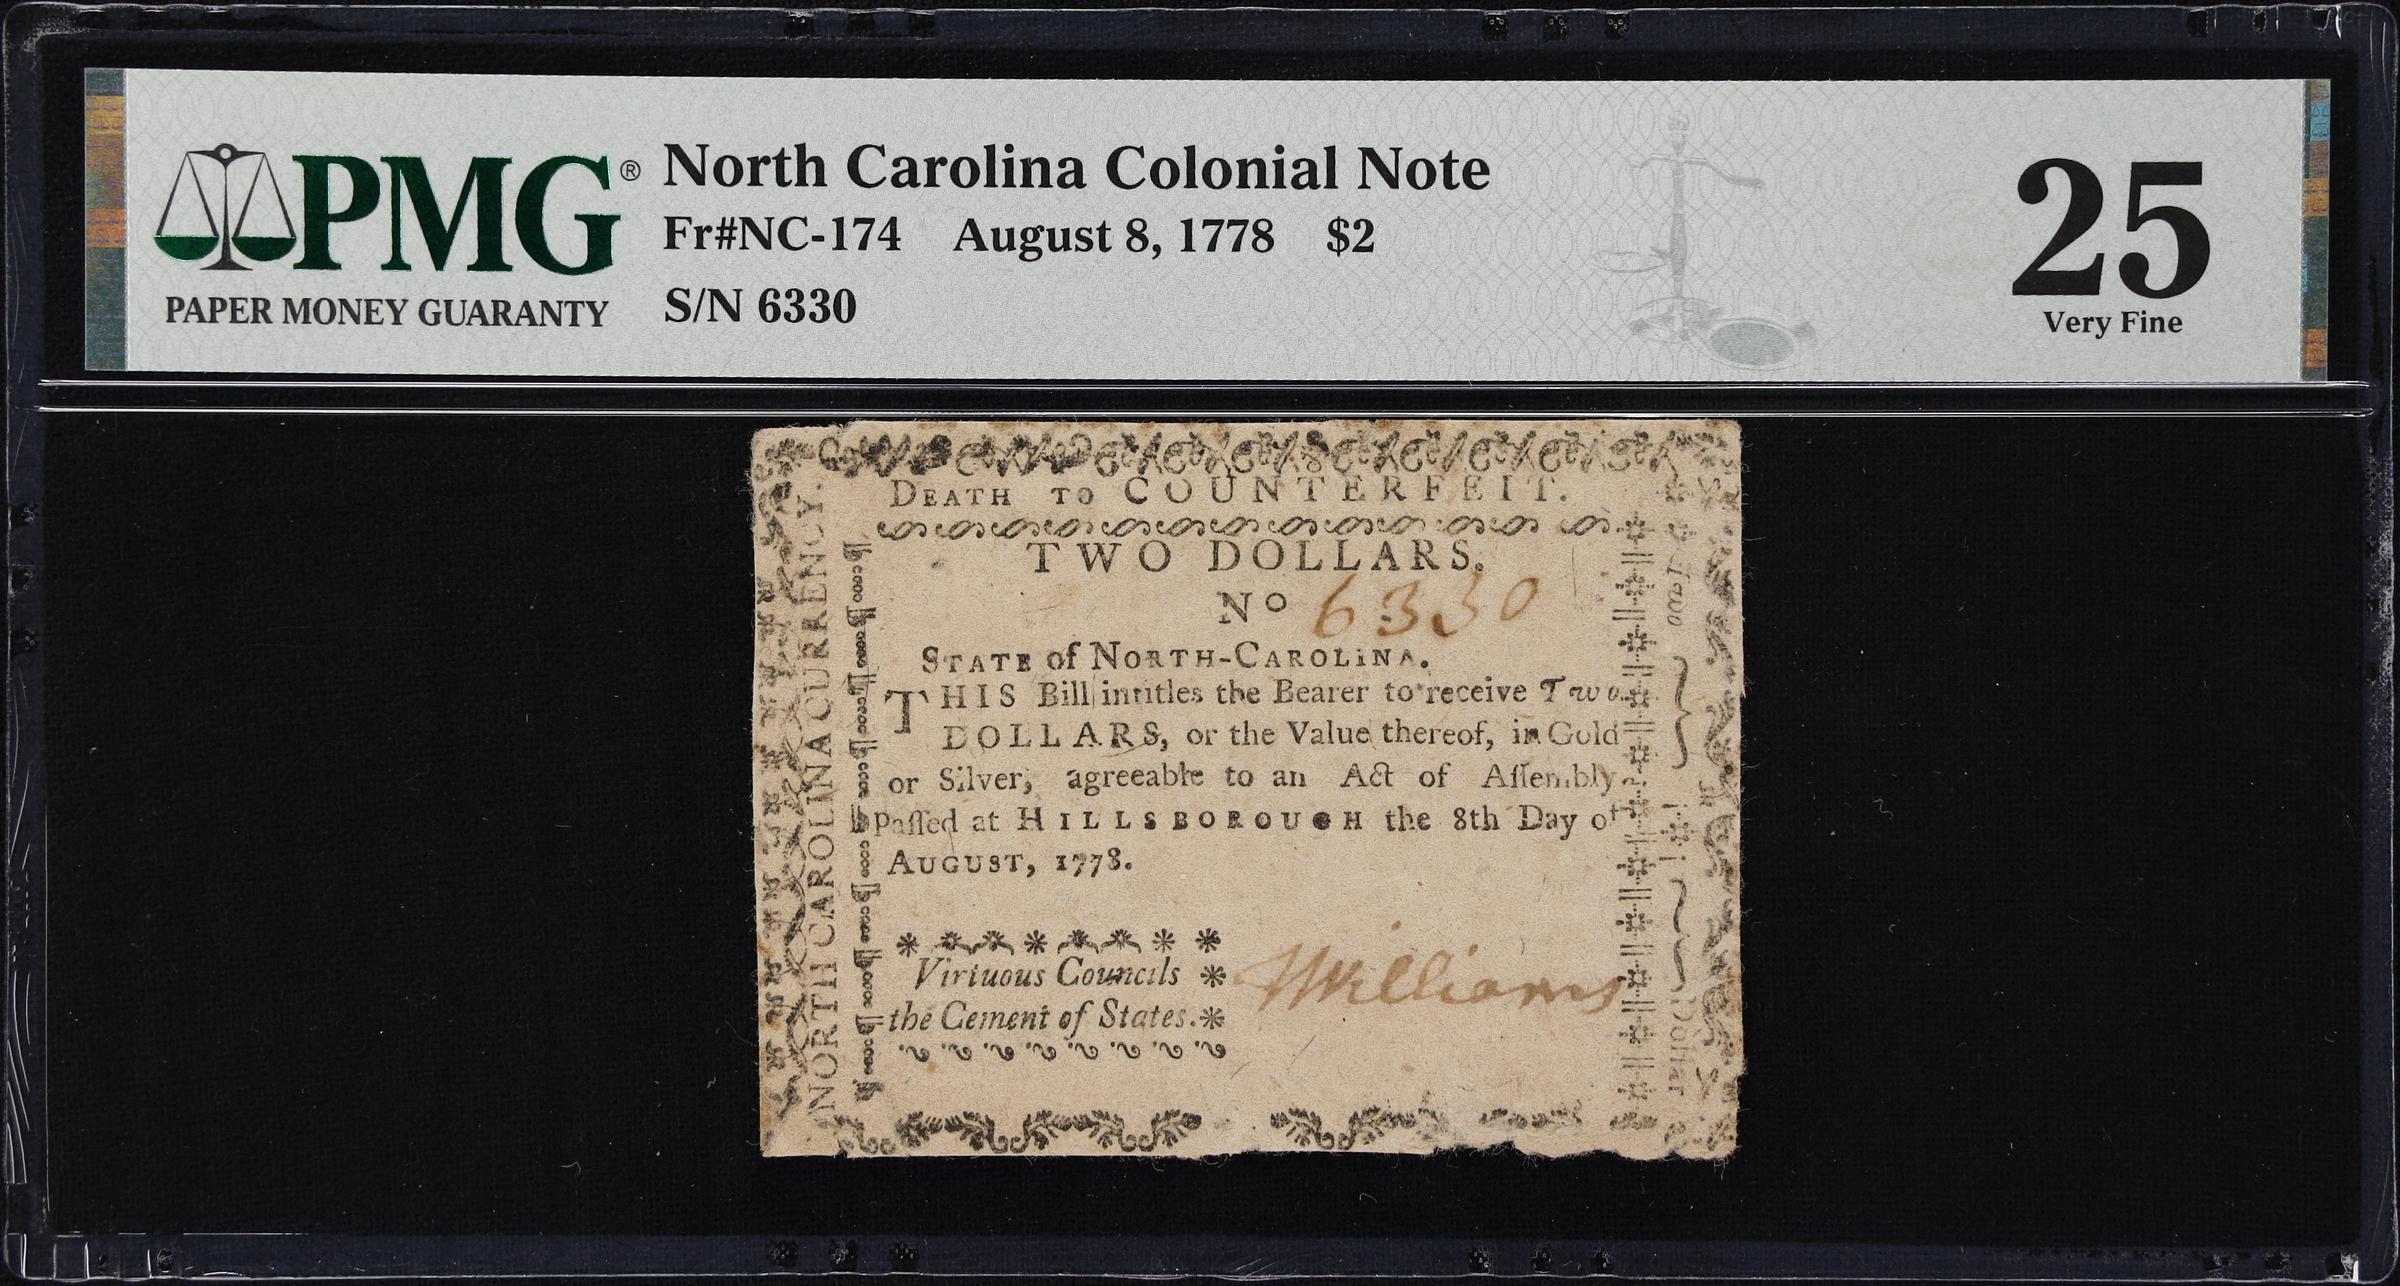 PMG®
PAPER MONEY GUARANTY
North Carolina Colonial Note
Fr#NC-174 August 8, 1778 $2
S/N 6330
25
Very Fine
DEATH TO COUNTERFEIT.
TWO DOLLARS.
No 6330
STATE of NORTH-CAROLINA.
THIS Bill intitles the Bearer to receive Two
DOLLARS, or the Value thereof, in Gold
or Silver, agreeable to an Act of Aſſembly
Paſſed at HILLSBOROUGH the 8th Day of
AUGUST, 1778.
Virtuous Councils
the Cement of States.
Williams
NORTH CAROLINA CURRENCY.
Two
Dollar